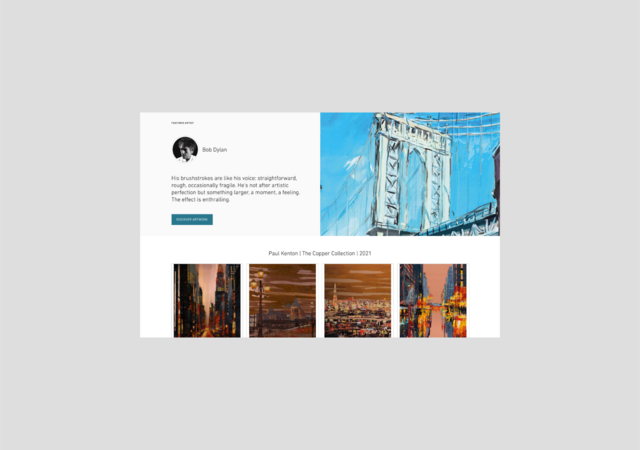 FEATURED ARTIST
Bob Dylan
His brushstrokes are like his voice: straightforward,
rough, occasionally fragile. He's not after artistic
perfection but something larger, a moment, a feeling.
The effect is enthralling.
DISCOVER ARTWORK
Paul Kenton | The Copper Collection | 2021